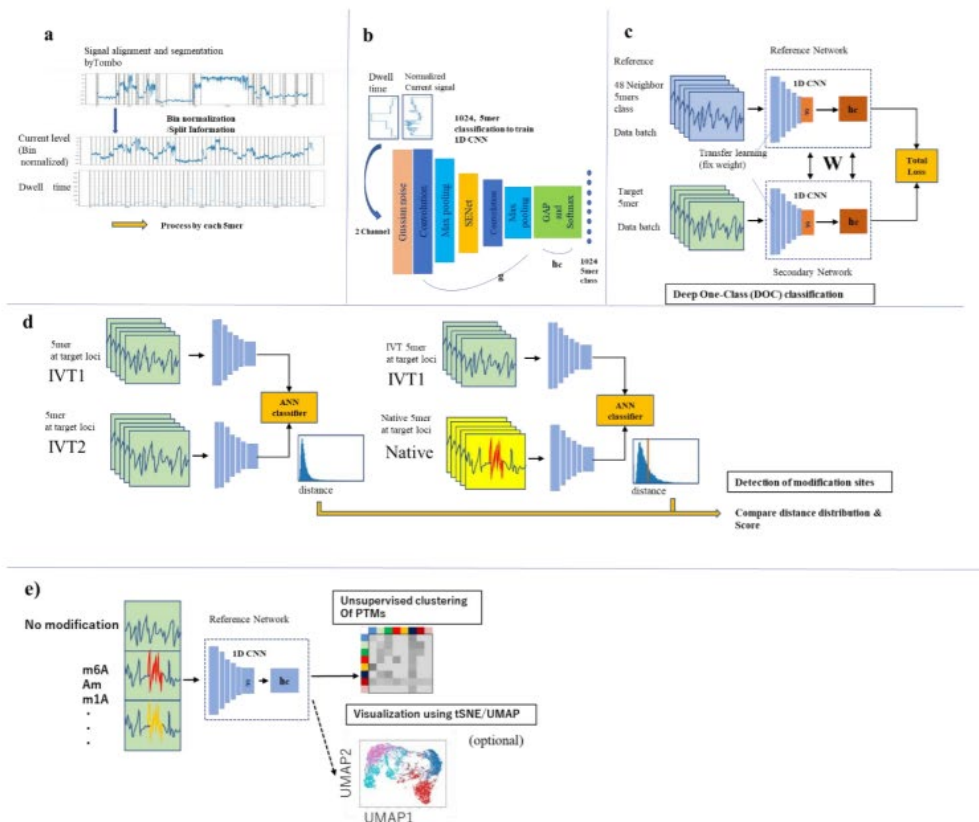 a
Signal alignment and segmentation
byTombo
Bin normalization
/Split Information
Current level
(Bin
normalized)
Dwell time
Process by each 5mer
b
Dwell
time
Normalized
Current signal
1024, 5mer
classification to train
1D CNN
2 Channel
Gussian noise
Convolution
Max pooling
SENet
Convolution
Max
pooling
GAP
and
Softmax
g
hc
1024
5mer
class
c
Reference
Reference Network
48 Neighbor
5mers
class
Data batch
1D CNN
g
hc
Transfer learning
(fix weight)
W
Total
Loss
Target
5mer
Data batch
1D CNN
g
hc
Secondary Network
Deep One-Class (DOC) classification
d
5mer
at target loci
IVT1
ANN
classifier
5mer
at target loci
IVT2
distance
IVT 5mer
at target loci
IVT1
ANN
classifier
Native 5mer
at target loci
Native
distance
Detection of modification sites
Compare distance distribution &
Score
e)
No modification
m6A
Am
m1A
Reference Network
1D CNN
g
hc
Unsupervised clustering
Of PTMs
Visualization using tSNE/UMAP
(optional)
UMAP2
UMAP1